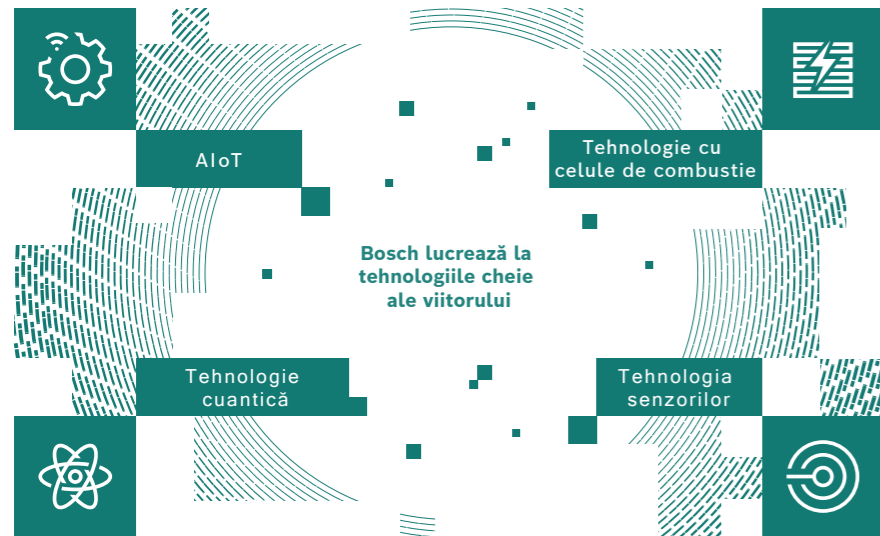 AIoT
Tehnologie cu
celule de combustie
Bosch lucrează la
tehnologiile cheie
ale viitorului
Tehnologie
cuantică
Tehnologia
senzorilor